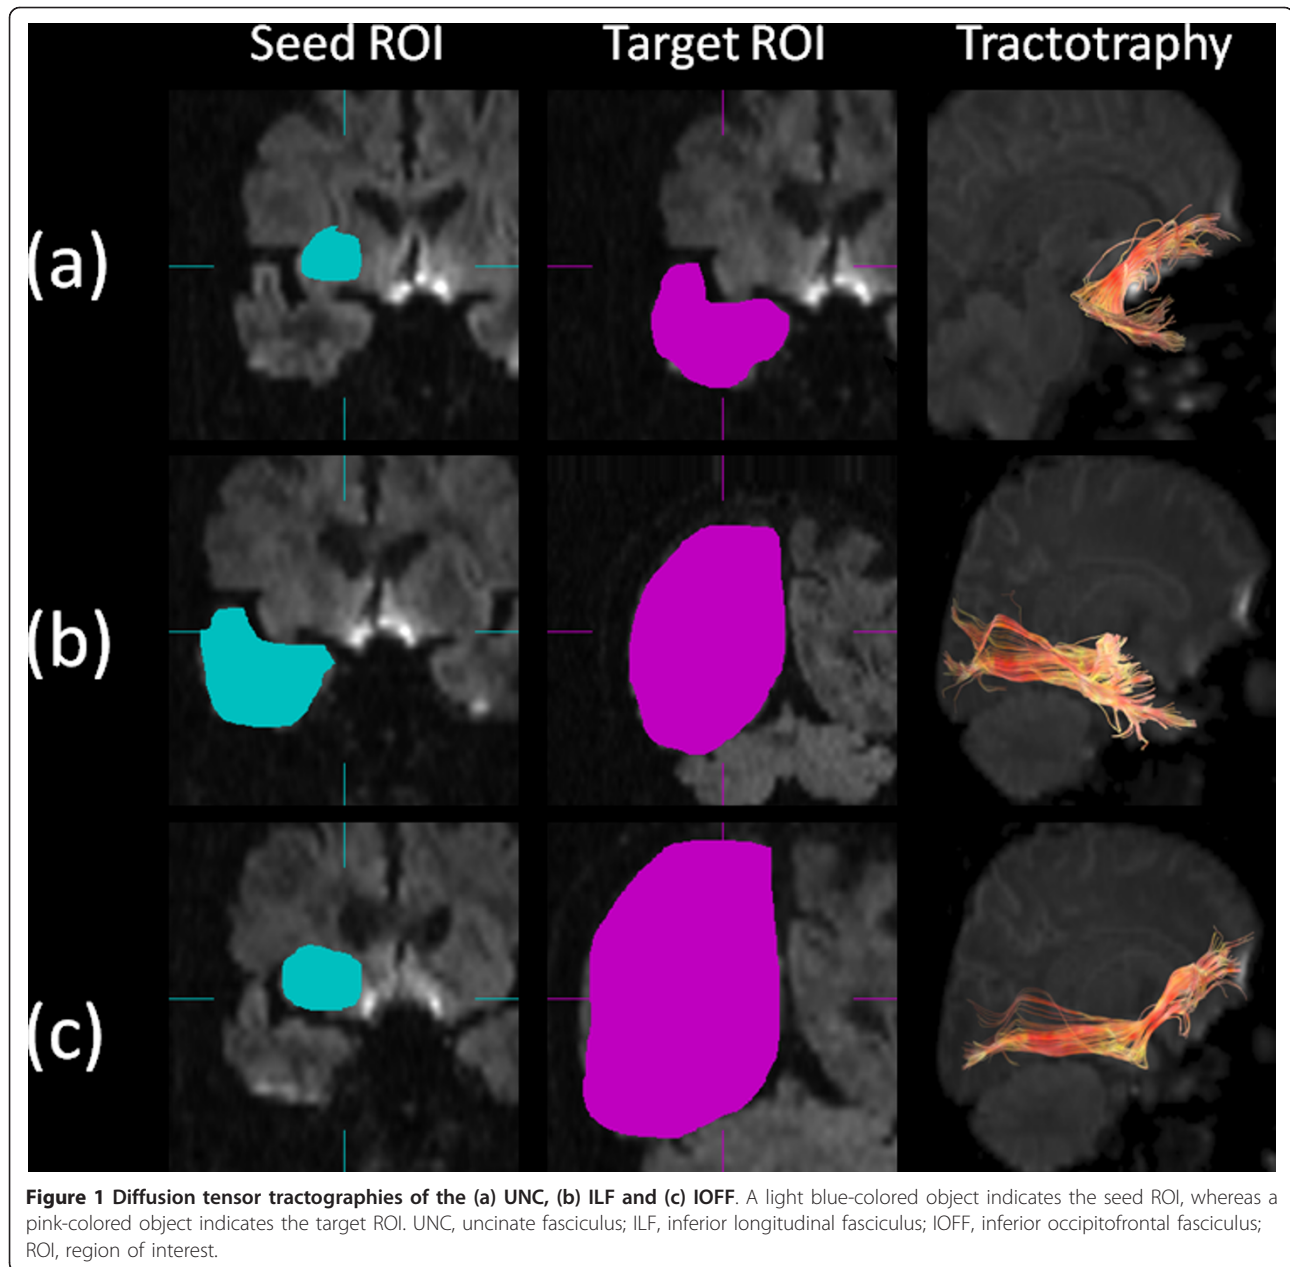 Seed ROI Target ROI Tractotraphy
(a)
(b)
(c)
Figure 1 Diffusion tensor tractographies of the (a) UNC, (b) ILF and (c) IOFF. A light blue-colored object indicates the seed ROI, whereas a
pink-colored object indicates the target ROI. UNC, uncinate fasciculus; ILF, inferior longitudinal fasciculus; IOFF, inferior occipitofrontal fasciculus;
ROI, region of interest.